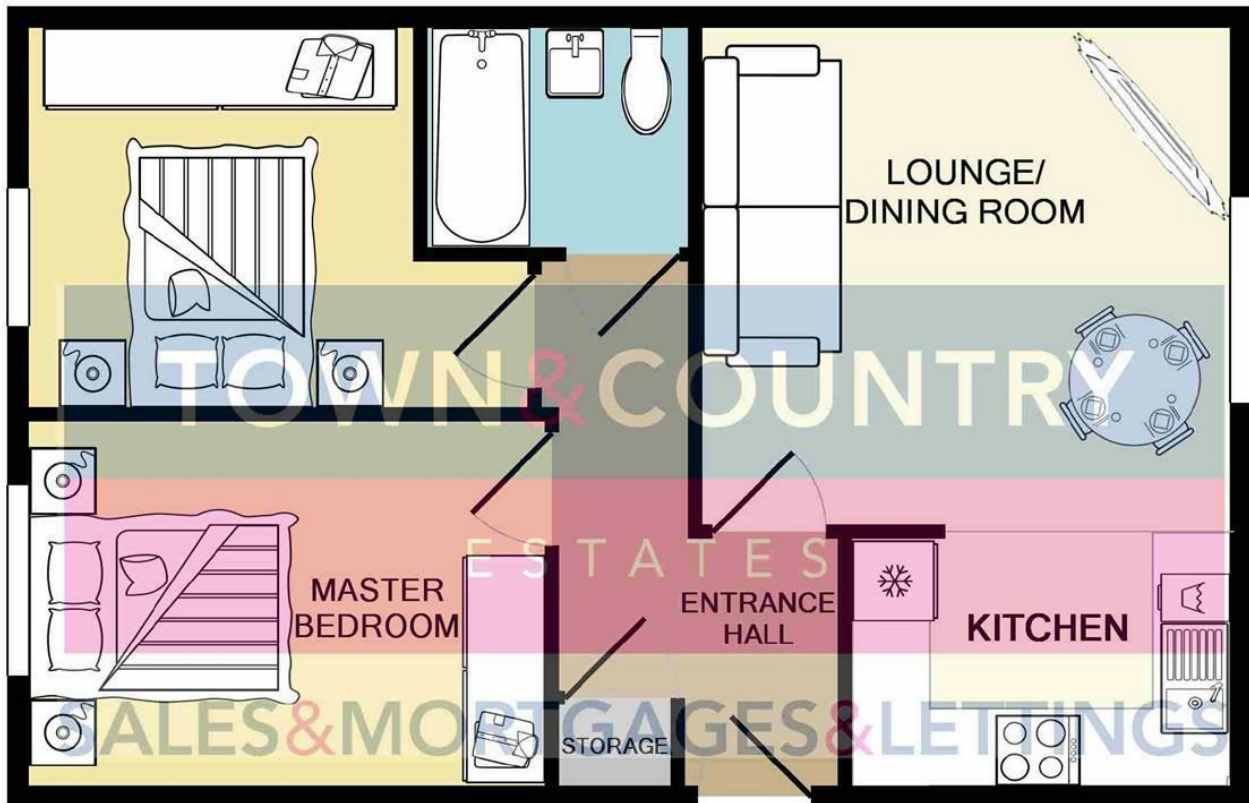 LOUNGE/
DINING ROOM
TOWN&COUNTRY
ESTATES
MASTER
BEDROOM
ENTRANCE
HALL
KITCHEN
STORAGE
SALES&MORTGAGES&LETTINGS